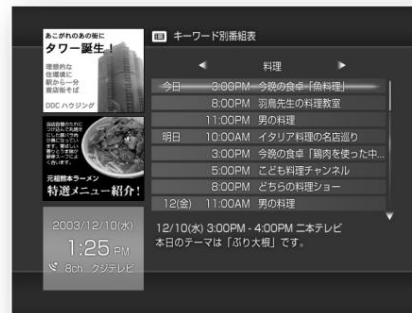 あこがれのあの街に
タワー誕生!
理想的な
住環境に
駅から一分
商店街そば
DDC ハウジング
元祖熊本ラーメン
特選メニュー紹介!
2003/12/10(水)
1:25 PM
8ch クジテレビ
キーワード別番組表
料理
今日 3:00PM 今晩の食卓「魚料理」
8:00PM 羽鳥先生の料理教室
11:00PM 男の料理
明日 10:00AM イタリア料理の名店巡り
3:00PM 今晩の食卓「鶏肉を使った中...
5:00PM こども料理チャンネル
8:00PM どちらの料理ショー
12(金) 11:00AM 男の料理
12/10(水) 3:00PM - 4:00PM 二本テレビ
本日のテーマは「ぶり大根」です。